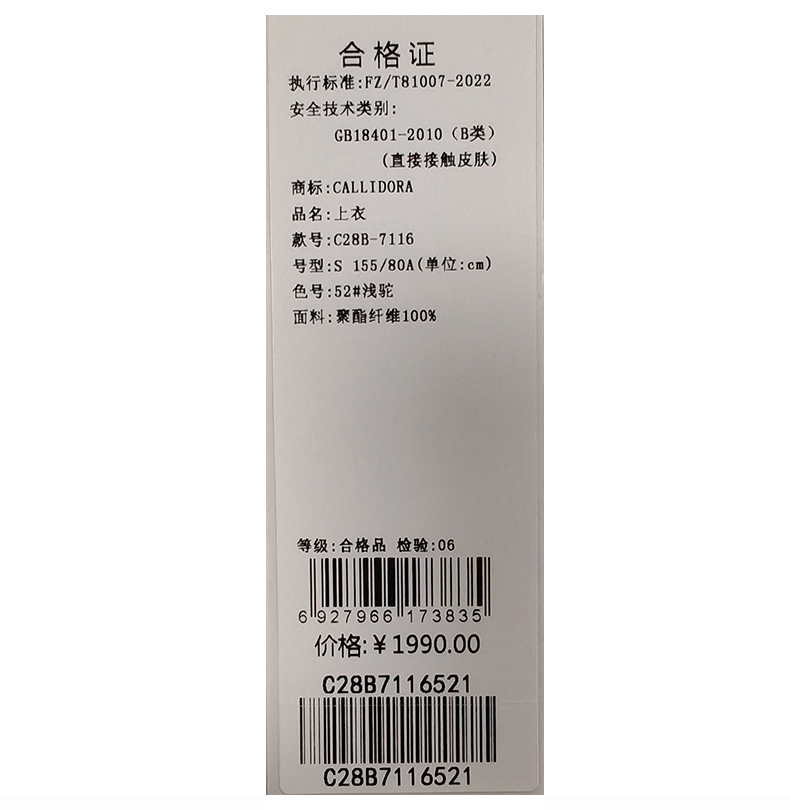 合格证
执行标准:FZ/T81007-2022
安全技术类别:
GB18401-2010（B类）
(直接接触皮肤)
商标:CALLIDORA
品名:上衣
款号:C28B-7116
号型:S 155/80A(单位:cm)
色号:52#浅驼
面料:聚酯纤维100%
等级:合格品 检验:06
6 927966 173835
价格:¥1990.00
C28B7116521
C28B7116521